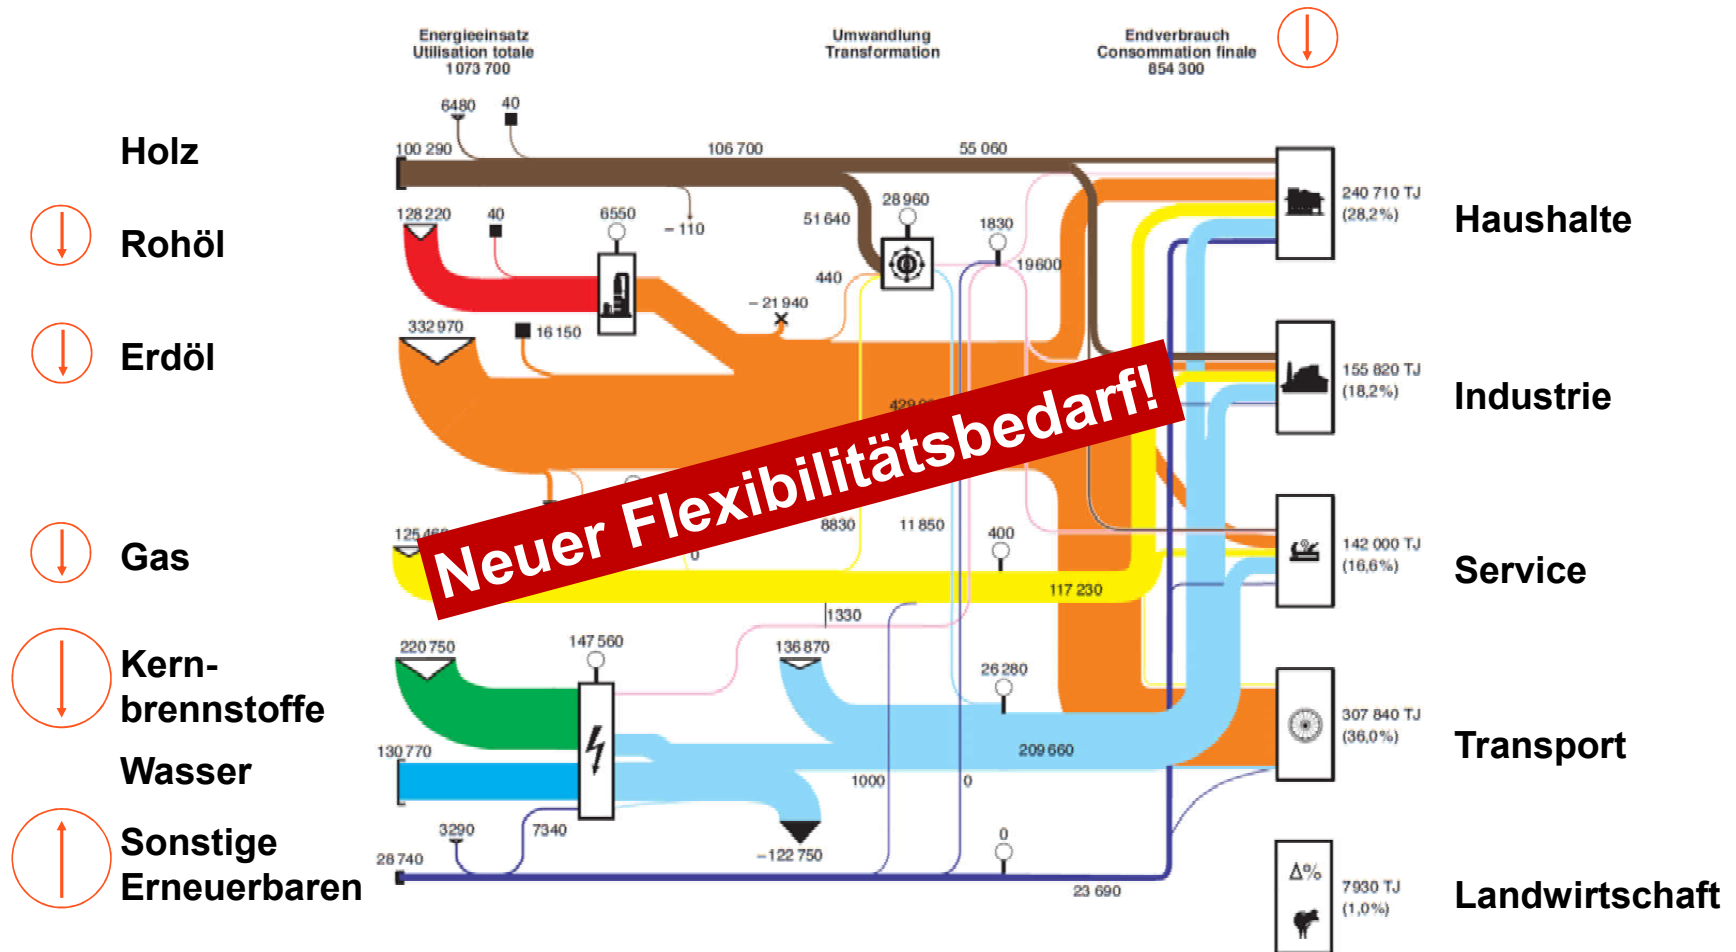 Energieeinsatz
Utilisation totale
1 073 700
Umwandlung
Transformation
Endverbrauch
Consommation finale
854 300
6480
40
Holz
100 290
106 700
55 060
240 710 TJ
(28,2%)
Haushalte
128 220
40
6550
- 110
51 640
28 960
1830
19 600
Rohöl
440
- 21 940
332 970
16 150
Erdöl
155 820 TJ
(18,2%)
Industrie
Neuer Flexibilitätsbedarf!
8830
11 850
400
0
Gas
117 230
142 000 TJ
(16,6%)
Service
1330
220 750
147 560
136 870
26 280
Kern-
brennstoffe
307 840 TJ
(36,0%)
Transport
130 770
Wasser
209 660
1000
0
3290
7340
Sonstige
Erneuerbaren
28 740
-122 750
0
23 690
Δ%
7930 TJ
(1,0%)
Landwirtschaft